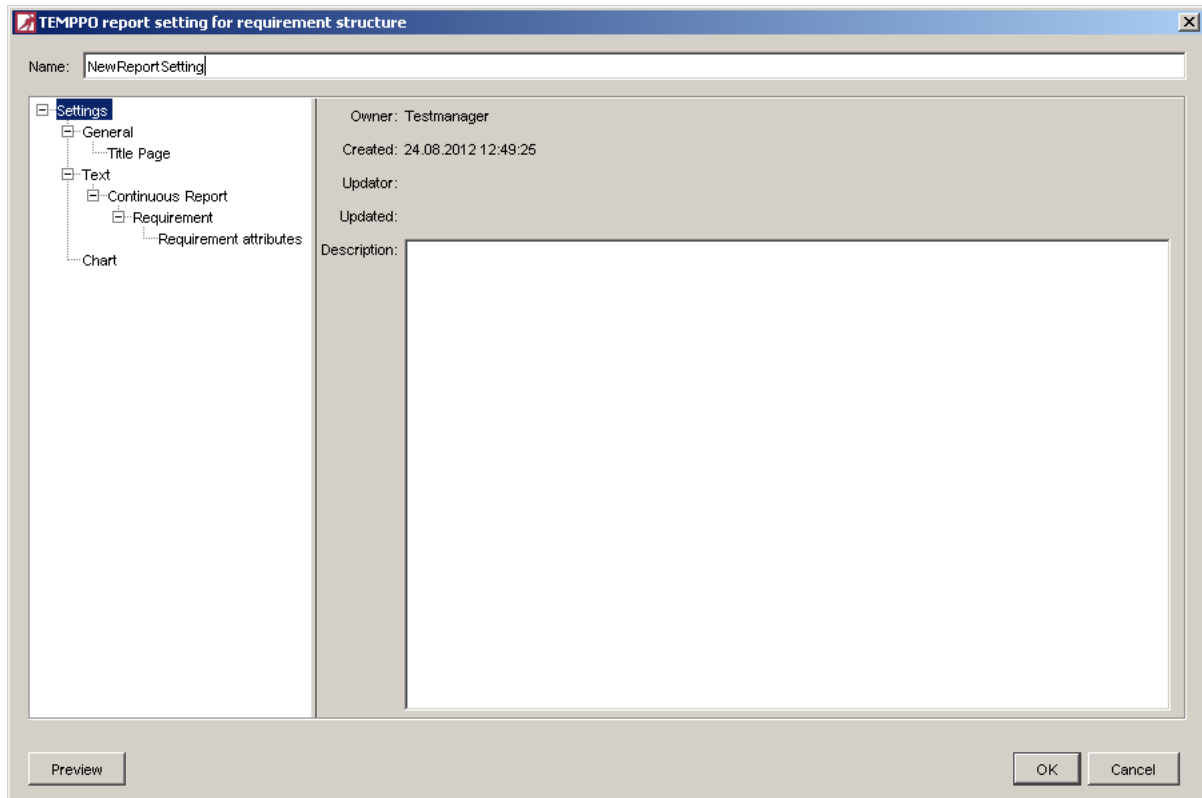 TEMPPO report setting for requirement structure
Name: NewReportSetting
Settings
General
Title Page
Text
Continuous Report
Requirement
Requirement attributes
Chart
Owner: Testmanager
Created: 24.08.2012 12:49:25
Updator:
Updated:
Description:
Preview
OK
Cancel